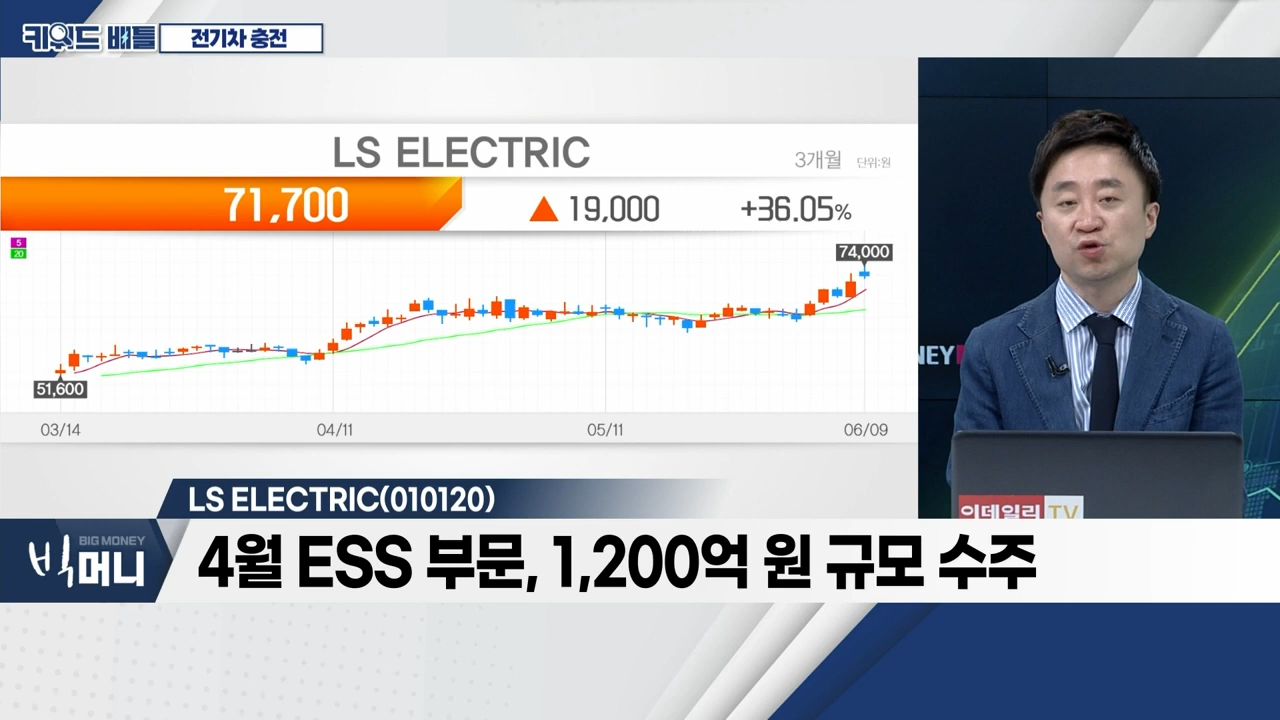 키워드 배틀
전기차 충전
LS ELECTRIC
3개월 단위:원
71,700 ▲ 19,000 +36.05%
5
20
74,000
51,600
03/14 04/11 05/11 06/09
NEY
이데일리 TV
LS ELECTRIC(010120)
BIG MONEY
빅머니
4월 ESS 부문, 1,200억 원 규모 수주